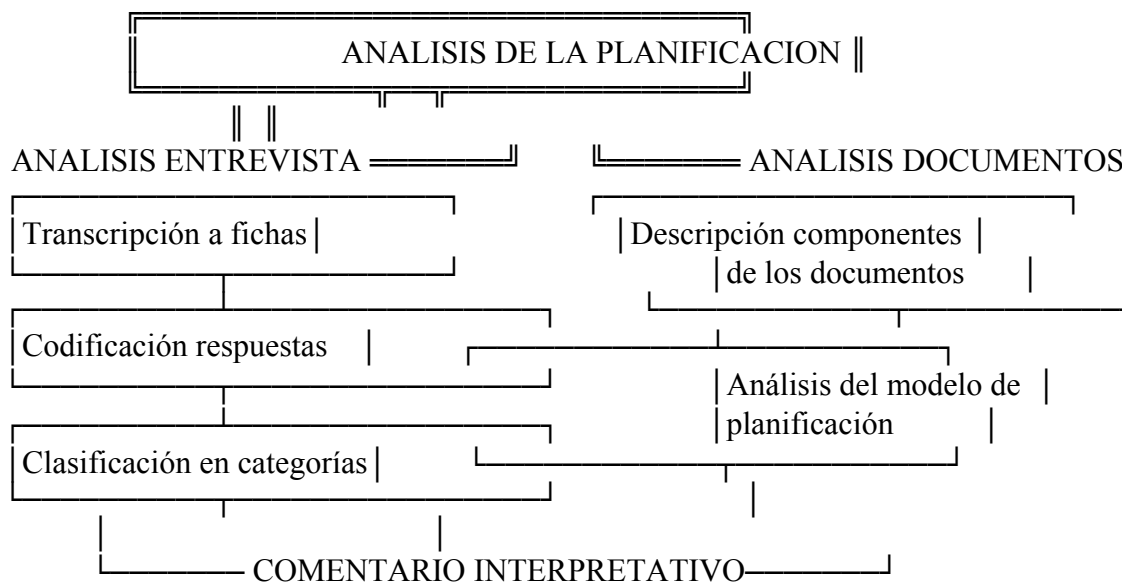 ANALISIS DE LA PLANIFICACION
ANALISIS ENTREVISTA
ANALISIS DOCUMENTOS
Transcripción a fichas
Descripción componentes
de los documentos
Codificación respuestas
Análisis del modelo de
planificación
Clasificación en categorías
COMENTARIO INTERPRETATIVO